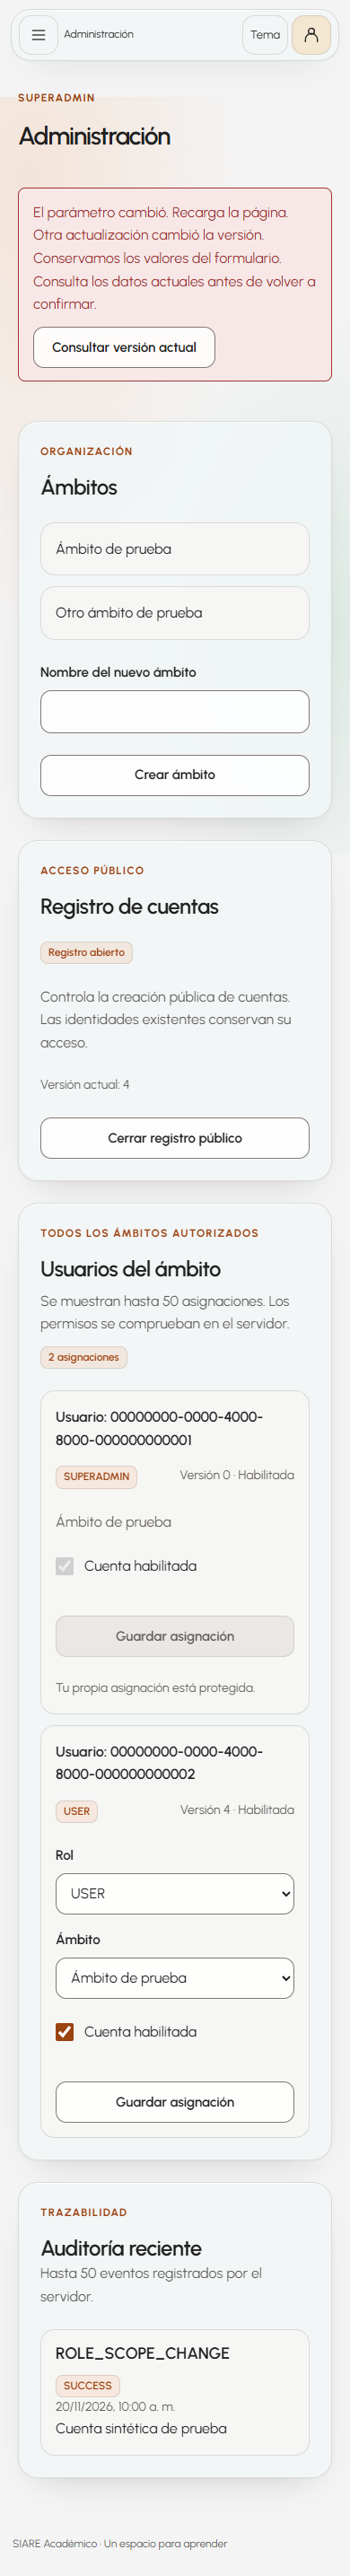 Administración
Tema
SUPERADMIN
Administración
El parámetro cambió. Recarga la página.
Otra actualización cambió la versión.
Conservamos los valores del formulario.
Consulta los datos actuales antes de volver a
confirmar.
Consultar versión actual
ORGANIZACIÓN
Ámbitos
Ámbito de prueba
Otro ámbito de prueba
Nombre del nuevo ámbito
Crear ámbito
ACCESO PÚBLICO
Registro de cuentas
Registro abierto
Controla la creación pública de cuentas.
Las identidades existentes conservan su
acceso.
Versión actual: 4
Cerrar registro público
TODOS LOS ÁMBITOS AUTORIZADOS
Usuarios del ámbito
Se muestran hasta 50 asignaciones. Los
permisos se comprueban en el servidor.
2 asignaciones
Usuario: 00000000-0000-4000-
8000-000000000001
SUPERADMIN
Versión 0 · Habilitada
Ámbito de prueba
Cuenta habilitada
Guardar asignación
Tu propia asignación está protegida.
Usuario: 00000000-0000-4000-
8000-000000000002
USER
Versión 4 · Habilitada
Rol
USER
Ámbito
Ámbito de prueba
Cuenta habilitada
Guardar asignación
TRAZABILIDAD
Auditoría reciente
Hasta 50 eventos registrados por el
servidor.
ROLE_SCOPE_CHANGE
SUCCESS
20/11/2026, 10:00 a. m.
Cuenta sintética de prueba
SIARE Académico · Un espacio para aprender